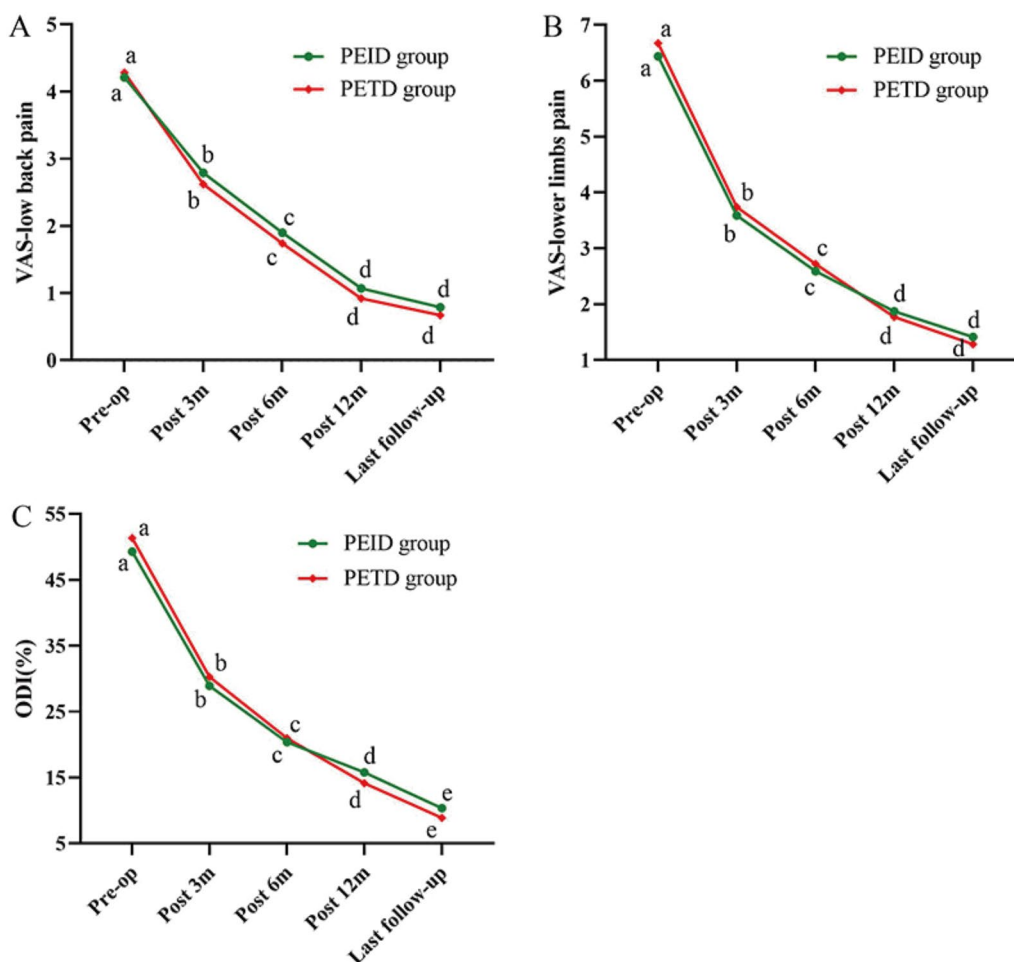 A
VAS-low back pain
5
4
3
2
1
0
PEID group
PETD group
a
a
b
b
c
c
d
d
d
d
Pre-op
Post 3m
Post 6m
Post 12m
Last follow-up
B
VAS-lower limbs pain
7
6
5
4
3
2
1
PEID group
PETD group
a
a
b
b
c
c
d
d
d
d
Pre-op
Post 3m
Post 6m
Post 12m
Last follow-up
C
ODI(%)
55
45
35
25
15
5
PEID group
PETD group
a
a
b
b
c
c
d
d
e
e
Pre-op
Post 3m
Post 6m
Post 12m
Last follow-up